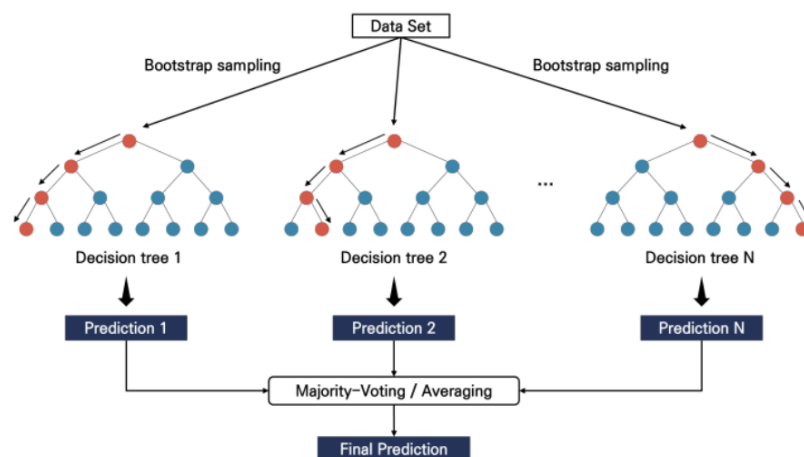 Data Set
Bootstrap sampling
Bootstrap sampling
...
Decision tree 1
Decision tree 2
Decision tree N
Prediction 1
Prediction 2
Prediction N
Majority-Voting / Averaging
Final Prediction